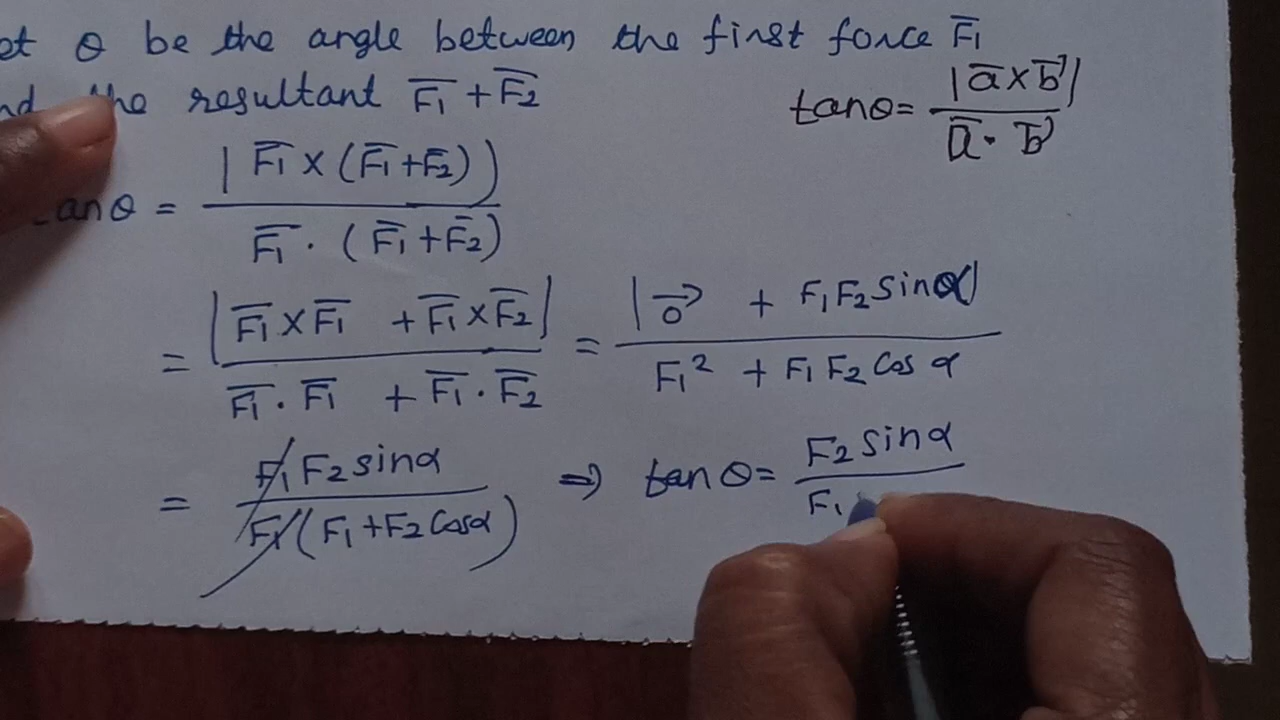 et θ be the angle between the first force F̅₁
nd the resultant F̅₁ + F̅₂
tanθ = |a̅ × b̅| / a̅ · b̅
anθ = |F̅₁ × (F̅₁ + F̅₂)| / F̅₁ · (F̅₁ + F̅₂)
= |F̅₁ × F̅₁ + F̅₁ × F̅₂| / F̅₁ · F̅₁ + F̅₁ · F̅₂ = |0⃗ + F₁F₂ sinα| / F₁² + F₁F₂ Cos α
= F₁F₂ sinα / F₁(F₁ + F₂ Cosα) ⇒ tanθ = F₂ sinα / F₁